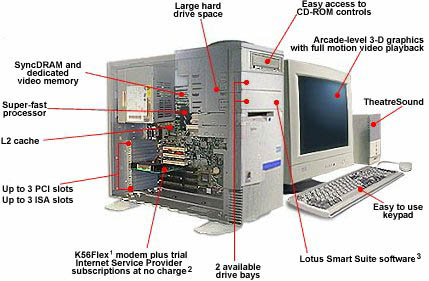 Large hard
drive space
Easy access to
CD-ROM controls
Arcade-level 3-D graphics
with full motion video playback
SyncDRAM and
dedicated
video memory
Super-fast
processor
TheatreSound
L2 cache
Up to 3 PCI slots
Up to 3 ISA slots
Easy to use
keypad
K56Flex¹ modem plus trial
Internet Service Provider
subscriptions at no charge²
2 available
drive bays
Lotus Smart Suite software³